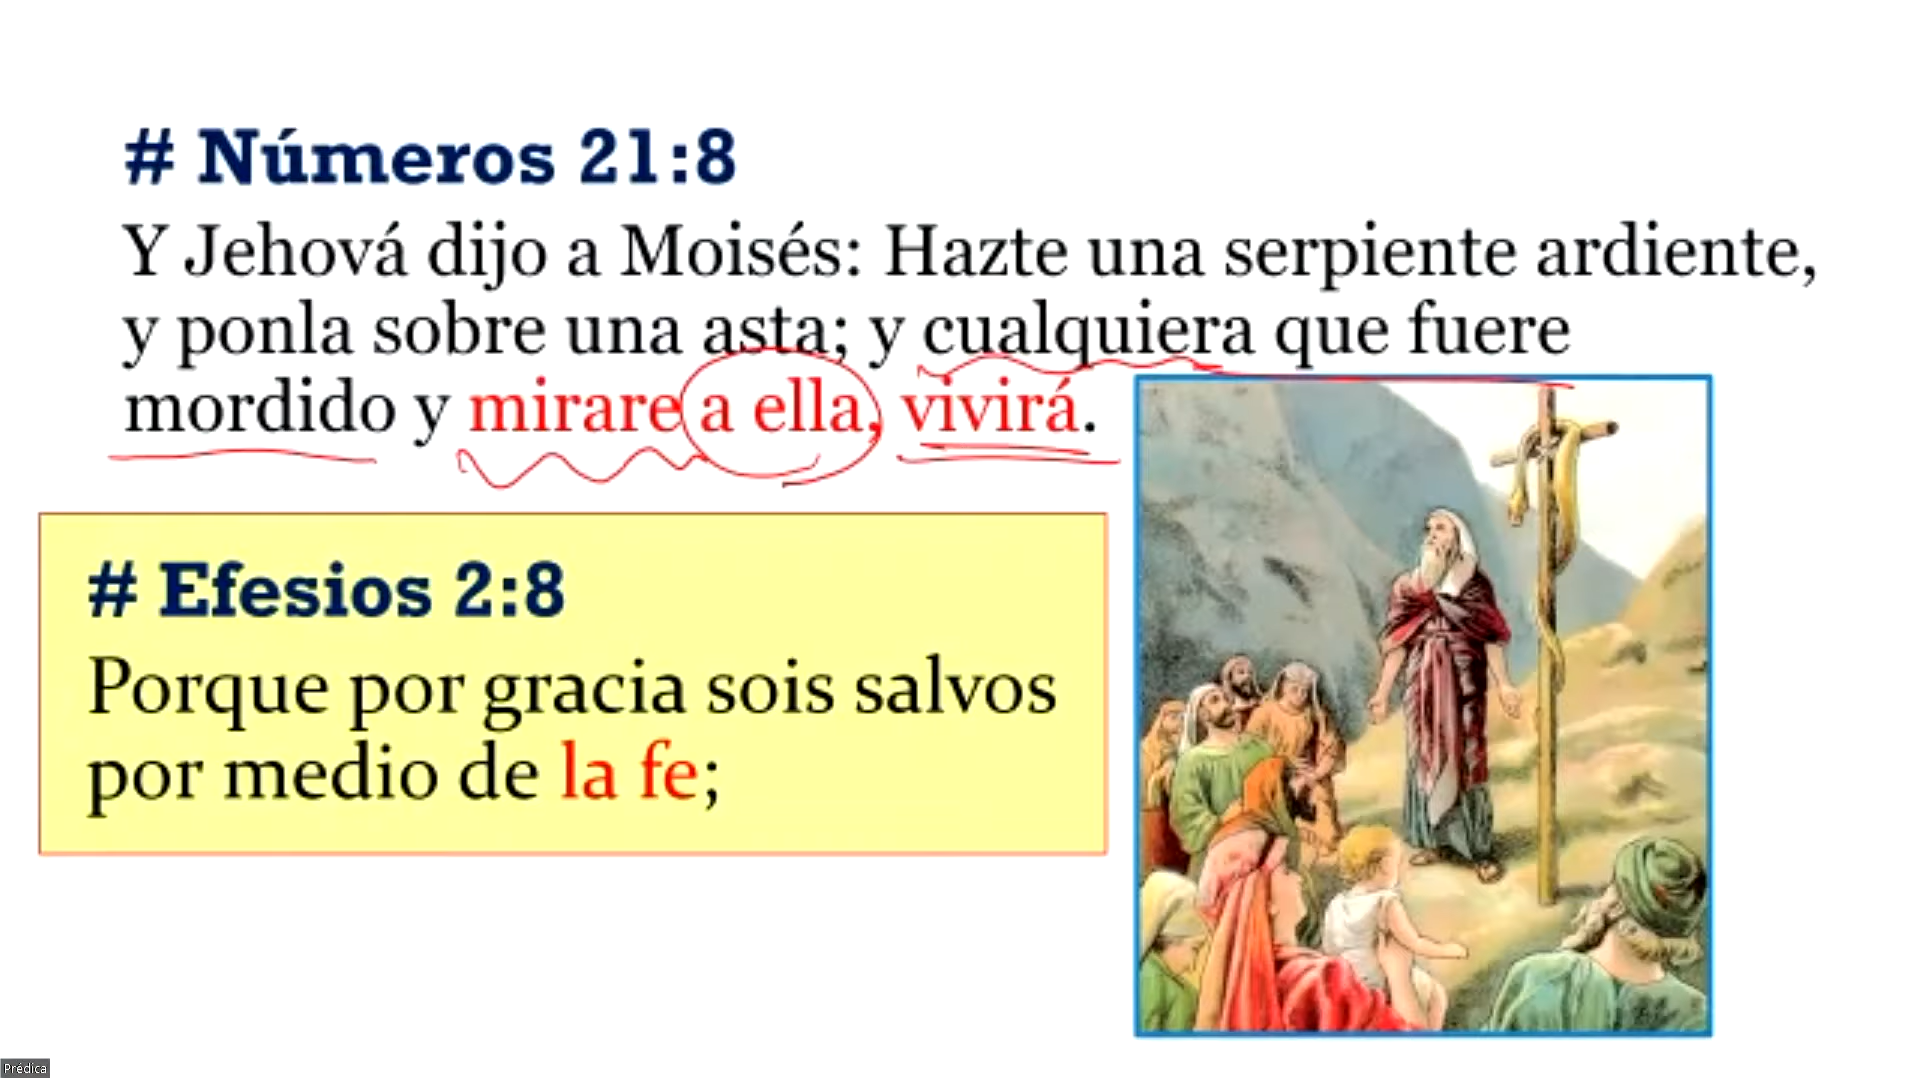 # Números 21:8
Y Jehová dijo a Moisés: Hazte una serpiente ardiente,
y ponla sobre una asta; y cualquiera que fuere
mordido y mirare a ella, vivirá.
# Efesios 2:8
Porque por gracia sois salvos
por medio de la fe;
Prédica